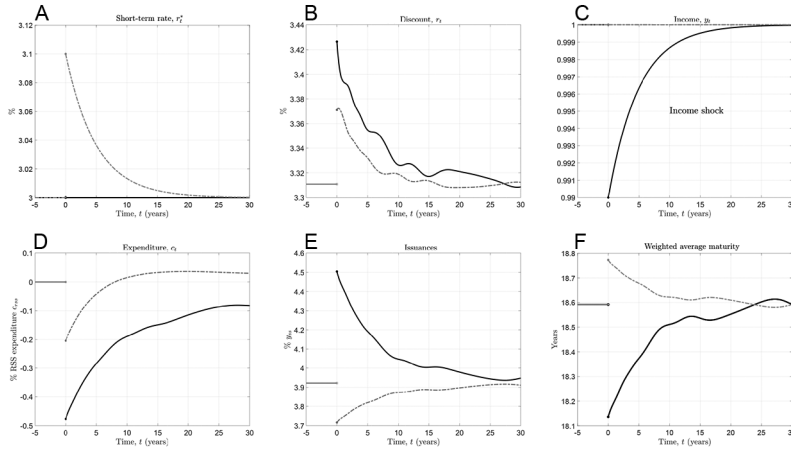 A
Short-term rate, r*t
3.12
3.1
3.08
3.06
3.04
3.02
3
%
-5 0 5 10 15 20 25 30
Time, t (years)
B
Discount, rt
3.44
3.42
3.4
3.38
3.36
3.34
3.32
3.3
%
-5 0 5 10 15 20 25 30
Time, t (years)
C
Income, yt
1
0.999
0.998
0.997
0.996
0.995
0.994
0.993
0.992
0.991
0.99
Income shock
-5 0 5 10 15 20 25 30
Time, t (years)
D
Expenditure, ct
0.1
0
-0.1
-0.2
-0.3
-0.4
-0.5
% RSS expenditure crss
-5 0 5 10 15 20 25 30
Time, t (years)
E
Issuances
4.6
4.5
4.4
4.3
4.2
4.1
4
3.9
3.8
3.7
% yss
-5 0 5 10 15 20 25 30
Time, t (years)
F
Weighted average maturity
18.8
18.7
18.6
18.5
18.4
18.3
18.2
18.1
Years
-5 0 5 10 15 20 25 30
Time, t (years)